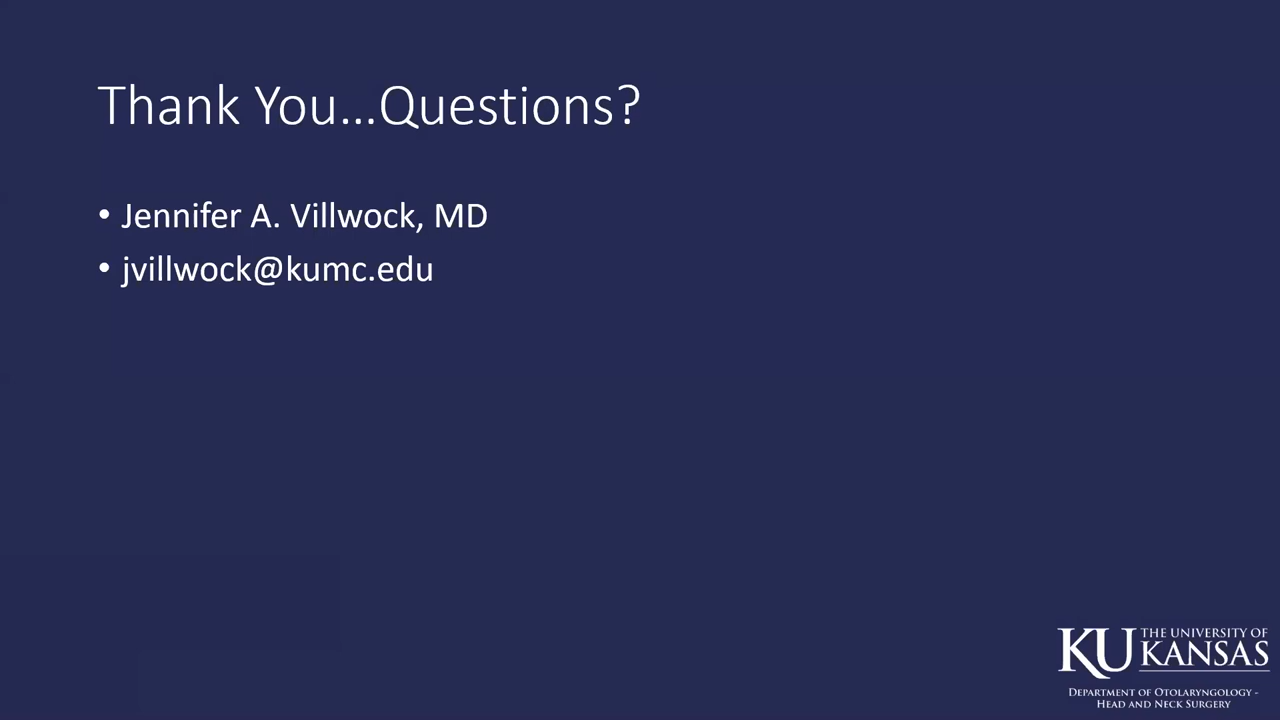 Thank You...Questions?
• Jennifer A. Villwock, MD
• jvillwock@kumc.edu
KU THE UNIVERSITY OF
KANSAS
DEPARTMENT OF OTOLARYNGOLOGY -
HEAD AND NECK SURGERY